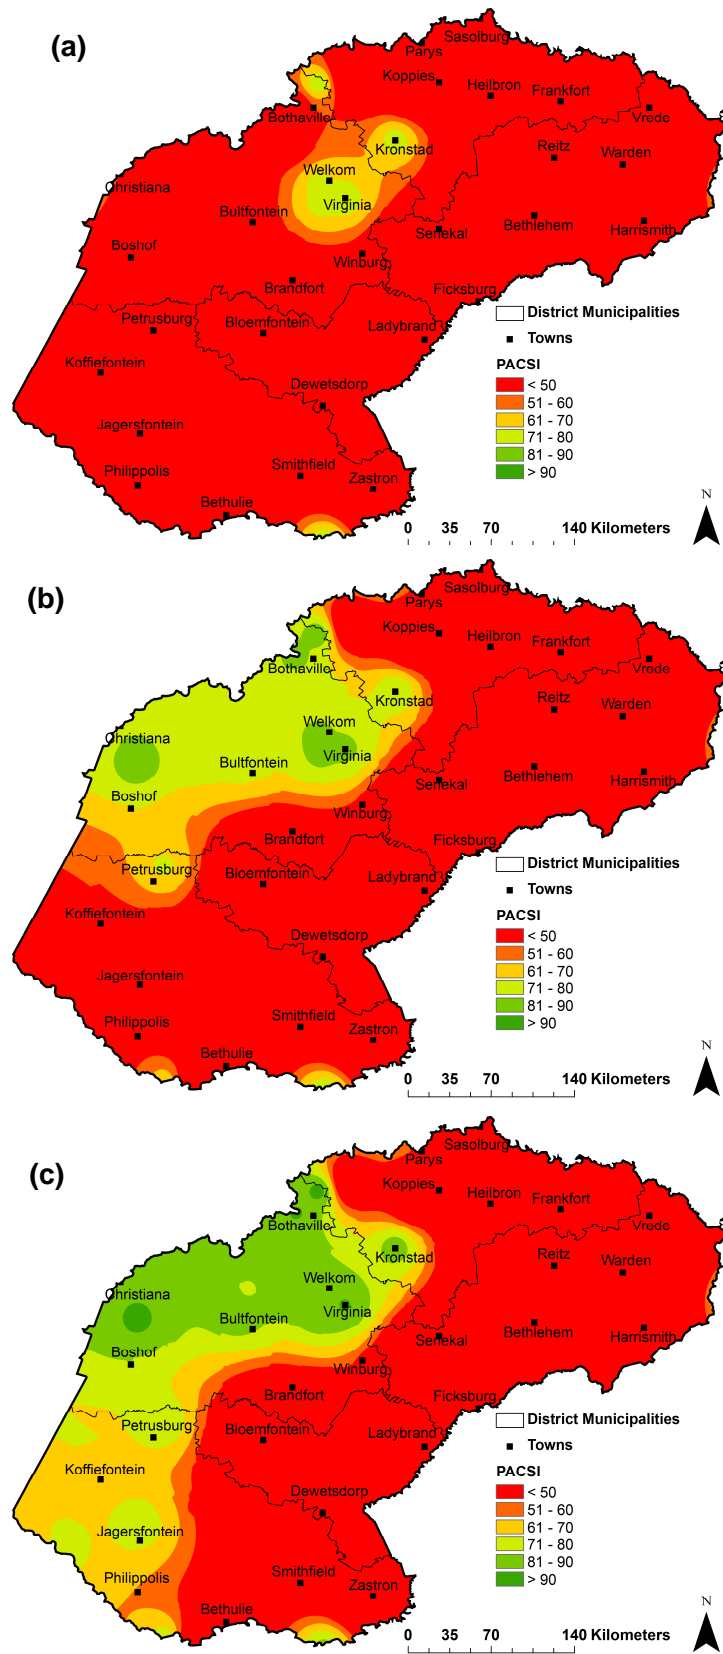 (a)
Sasolburg
Parys
Koppies
Heilbron
Frankfort
Bothaville
Vrede
Kronstad
Reitz
Warden
Welkom
Christiana
Virginia
Bultfontein
Bethlehem
Senekal
Harrismith
Boshof
Winburg
Brandfort
Ficksburg
Petrusburg
Bloemfontein
Ladybrand
Koffiefontein
Dewetsdorp
Jagersfontein
Philippolis
Smithfield
Zastron
Bethulie
District Municipalities
Towns
PACSI
< 50
51 - 60
61 - 70
71 - 80
81 - 90
> 90
N
0 35 70 140 Kilometers
(b)
Sasolburg
Parys
Koppies
Heilbron
Frankfort
Bothaville
Vrede
Kronstad
Reitz
Warden
Welkom
Christiana
Virginia
Bultfontein
Bethlehem
Senekal
Harrismith
Boshof
Winburg
Brandfort
Ficksburg
Petrusburg
Bloemfontein
Ladybrand
Koffiefontein
Dewetsdorp
Jagersfontein
Philippolis
Smithfield
Zastron
Bethulie
District Municipalities
Towns
PACSI
< 50
51 - 60
61 - 70
71 - 80
81 - 90
> 90
N
0 35 70 140 Kilometers
(c)
Sasolburg
Parys
Koppies
Heilbron
Frankfort
Bothaville
Vrede
Kronstad
Reitz
Warden
Welkom
Christiana
Virginia
Bultfontein
Bethlehem
Senekal
Harrismith
Boshof
Winburg
Brandfort
Ficksburg
Petrusburg
Bloemfontein
Ladybrand
Koffiefontein
Dewetsdorp
Jagersfontein
Philippolis
Smithfield
Zastron
Bethulie
District Municipalities
Towns
PACSI
< 50
51 - 60
61 - 70
71 - 80
81 - 90
> 90
N
0 35 70 140 Kilometers